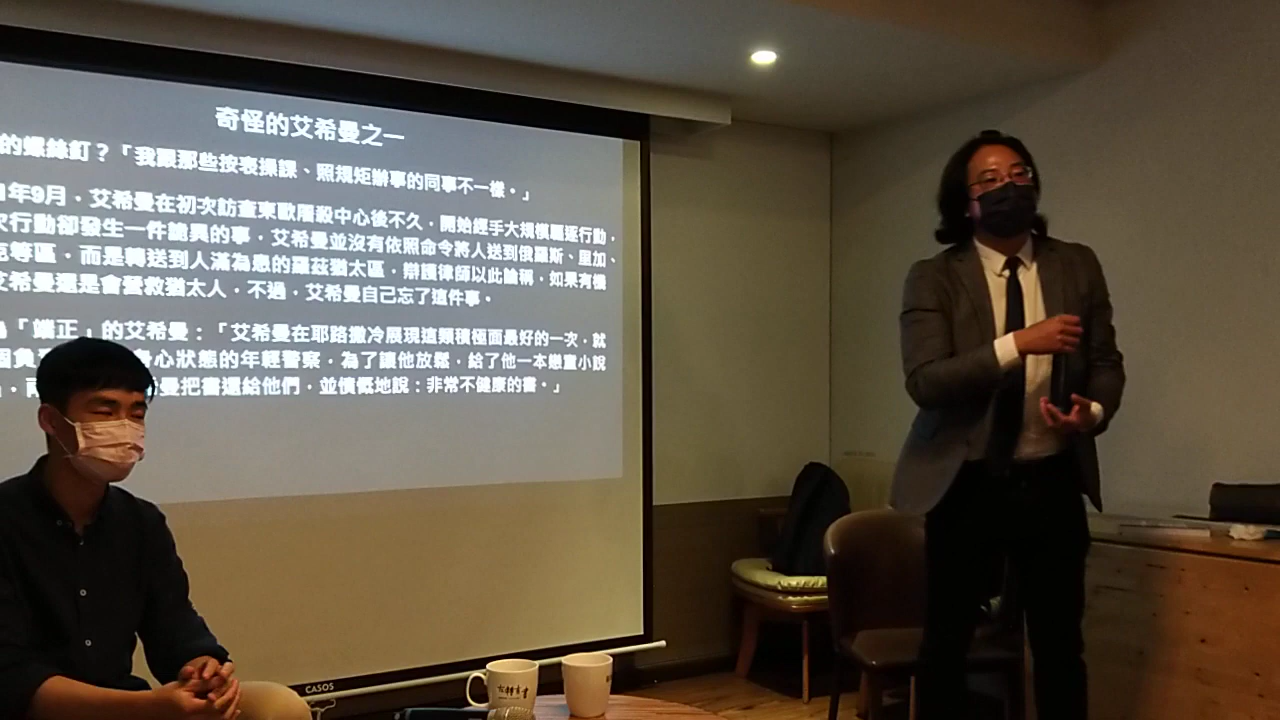 奇怪的艾希曼之一
的螺絲釘？「我跟那些按表操課、照規矩辦事的同事不一樣。」
年9月，艾希曼在初次訪查東歐屠殺中心後不久，開始經手大規模驅逐行動，
次行動卻發生一件詭異的事，艾希曼並沒有依照命令將人送到俄羅斯、里加、
克等區，而是轉送到人滿為患的羅茲猶太區，辯護律師以此論稱，如果有機
艾希曼還是會營救猶太人，不過，艾希曼自己忘了這件事。
「端正」的艾希曼：「艾希曼在耶路撒冷展現這類積極面最好的一次，就
個負 身心狀態的年輕警察，為了讓他放鬆，給了他一本戀童小說
，兩 曼把書還給他們，並憤慨地說：非常不健康的書。」
CASOS
左轉有書